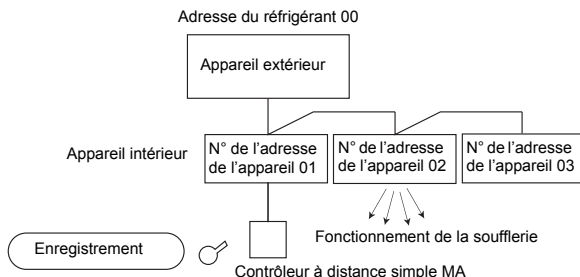 Adresse du réfrigérant 00
Appareil extérieur
Appareil intérieur
N° de l'adresse
de l'appareil 01
N° de l'adresse
de l'appareil 02
N° de l'adresse
de l'appareil 03
Fonctionnement de la soufflerie
Enregistrement
Contrôleur à distance simple MA